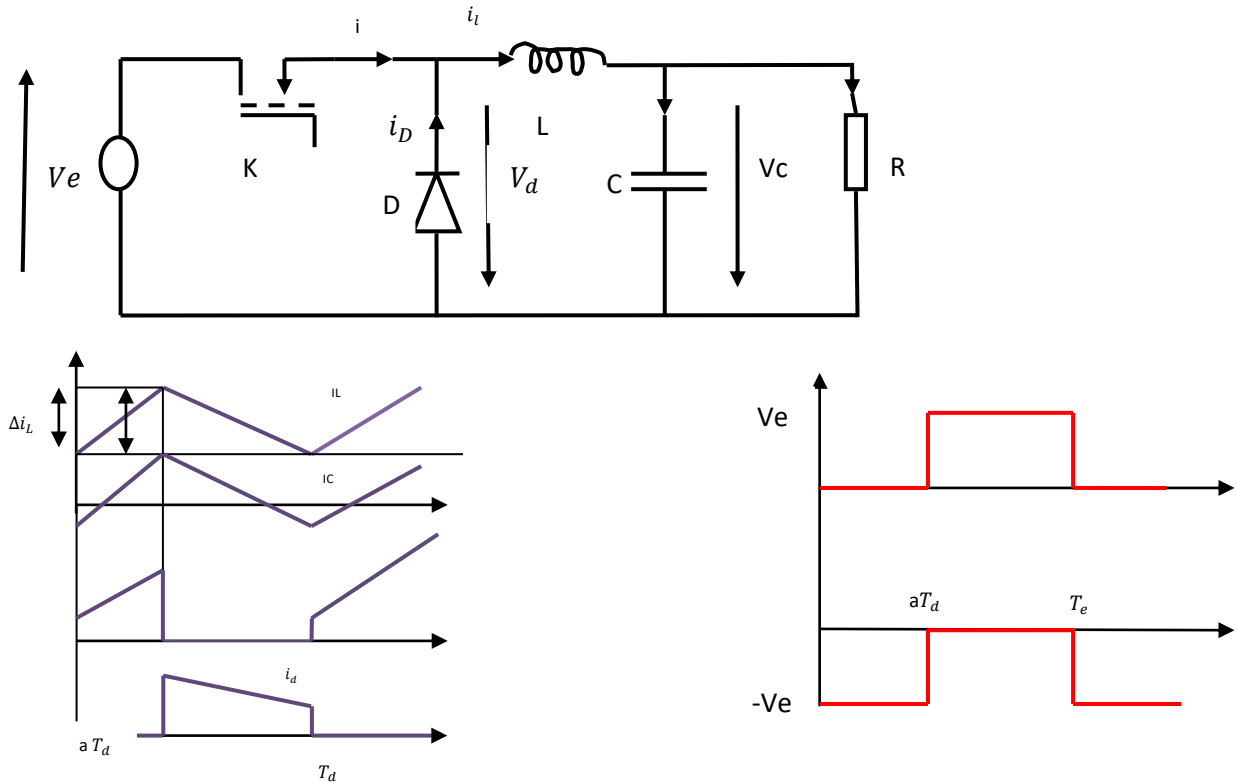 i
i_l
L
i_D
Ve
K
V_d
C
Vc
R
D
IL
Δi_L
IC
i_d
a T_d
T_d
Ve
aT_d
T_e
-Ve